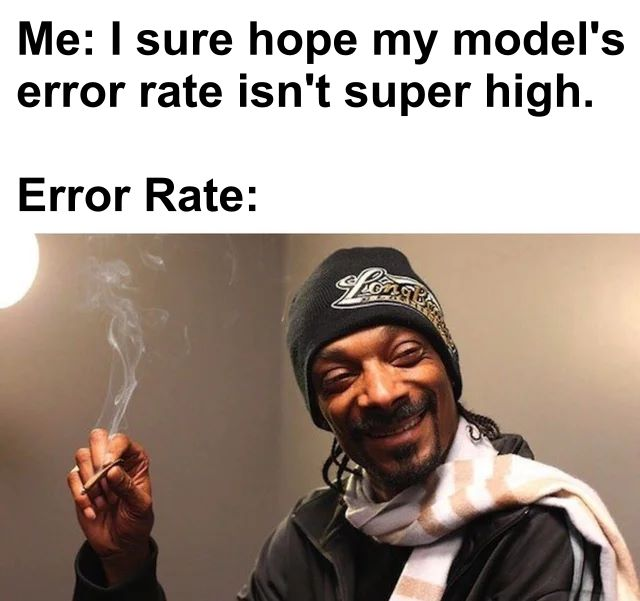 Me: I sure hope my model's
error rate isn't super high.
Error Rate: